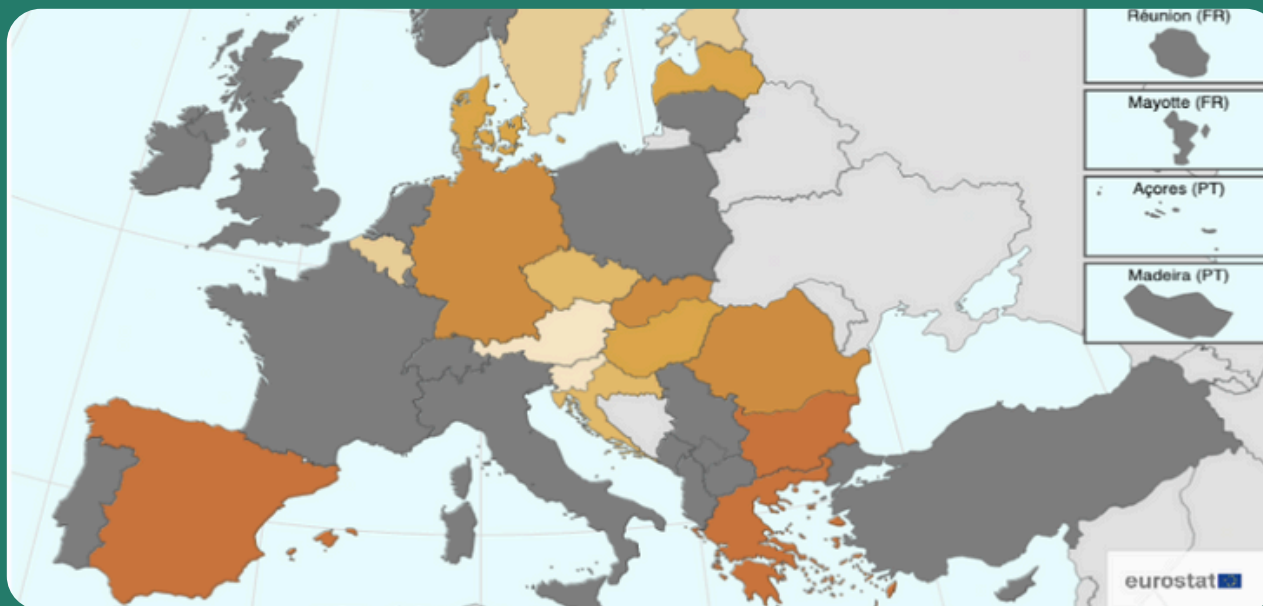 Réunion (FR)
Mayotte (FR)
Açores (PT)
Madeira (PT)
eurostat